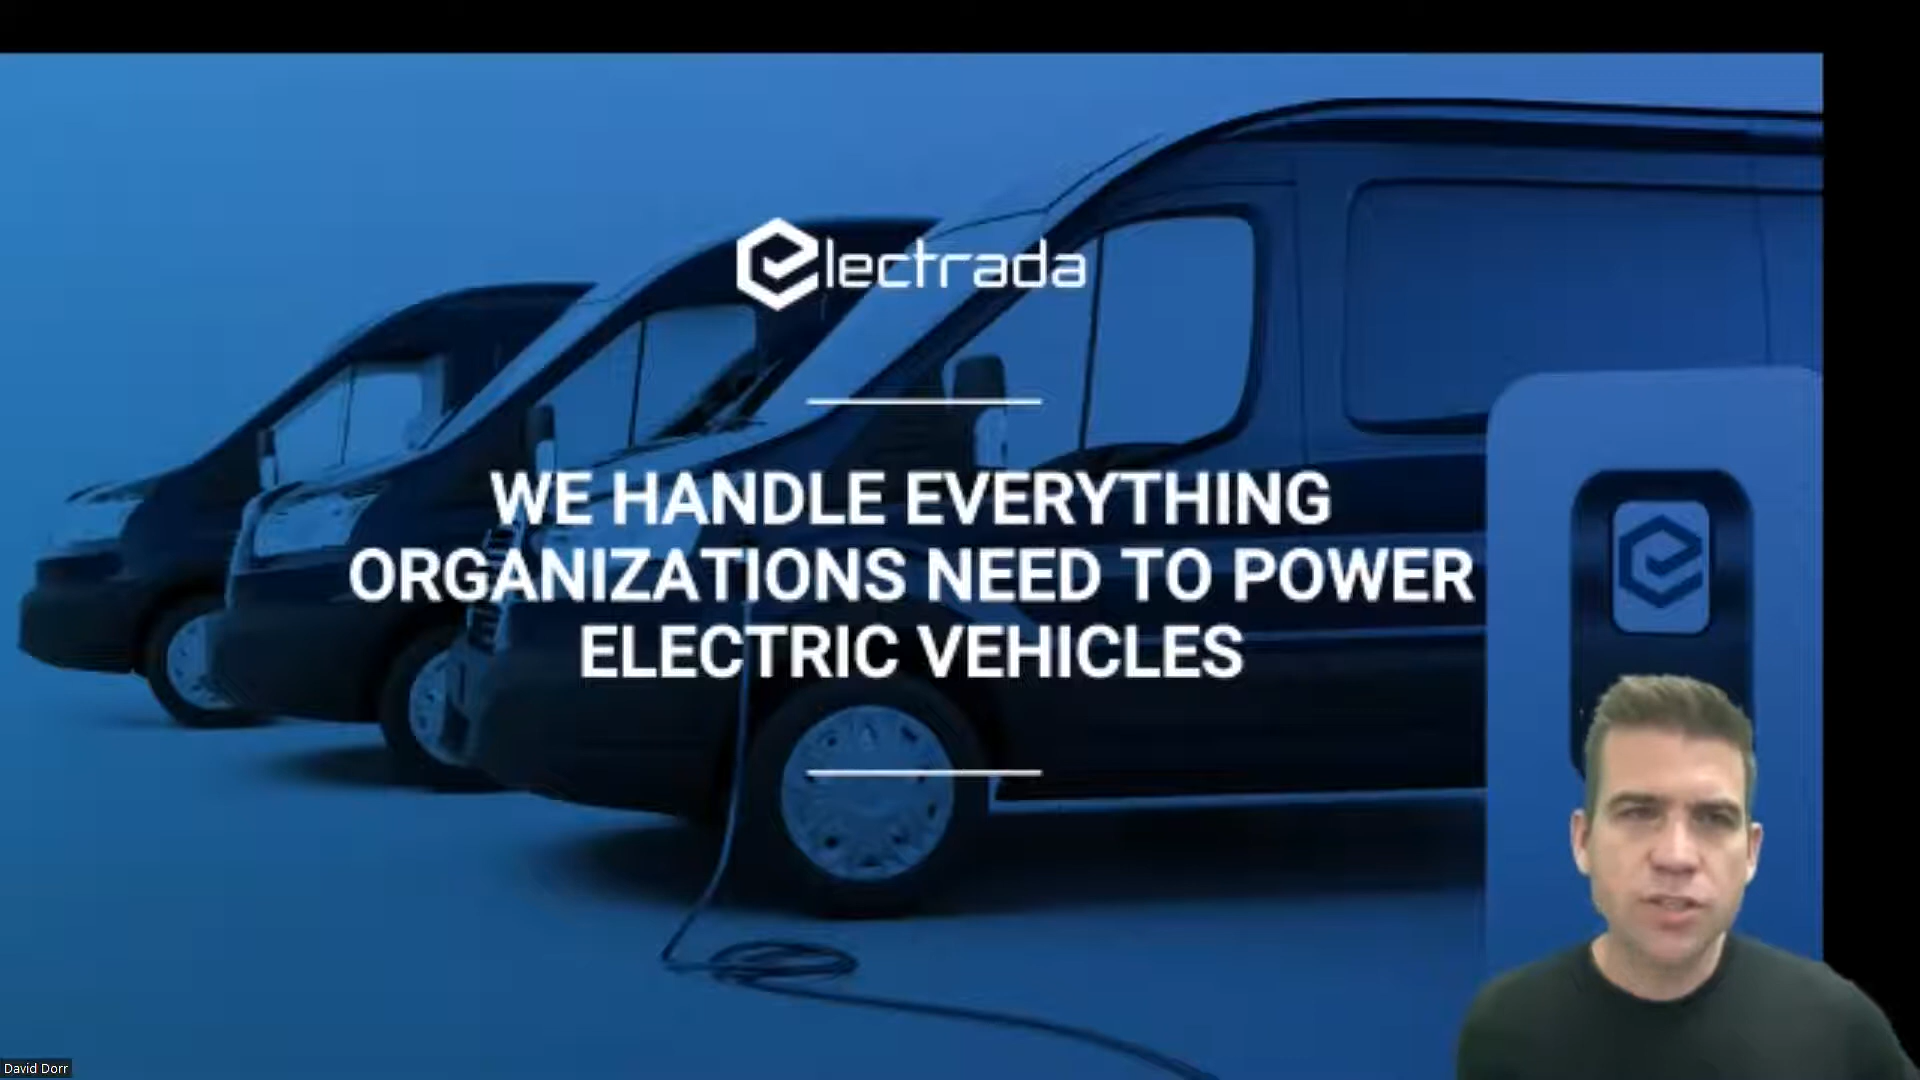 electrada
WE HANDLE EVERYTHING
ORGANIZATIONS NEED TO POWER
ELECTRIC VEHICLES
David Dorr